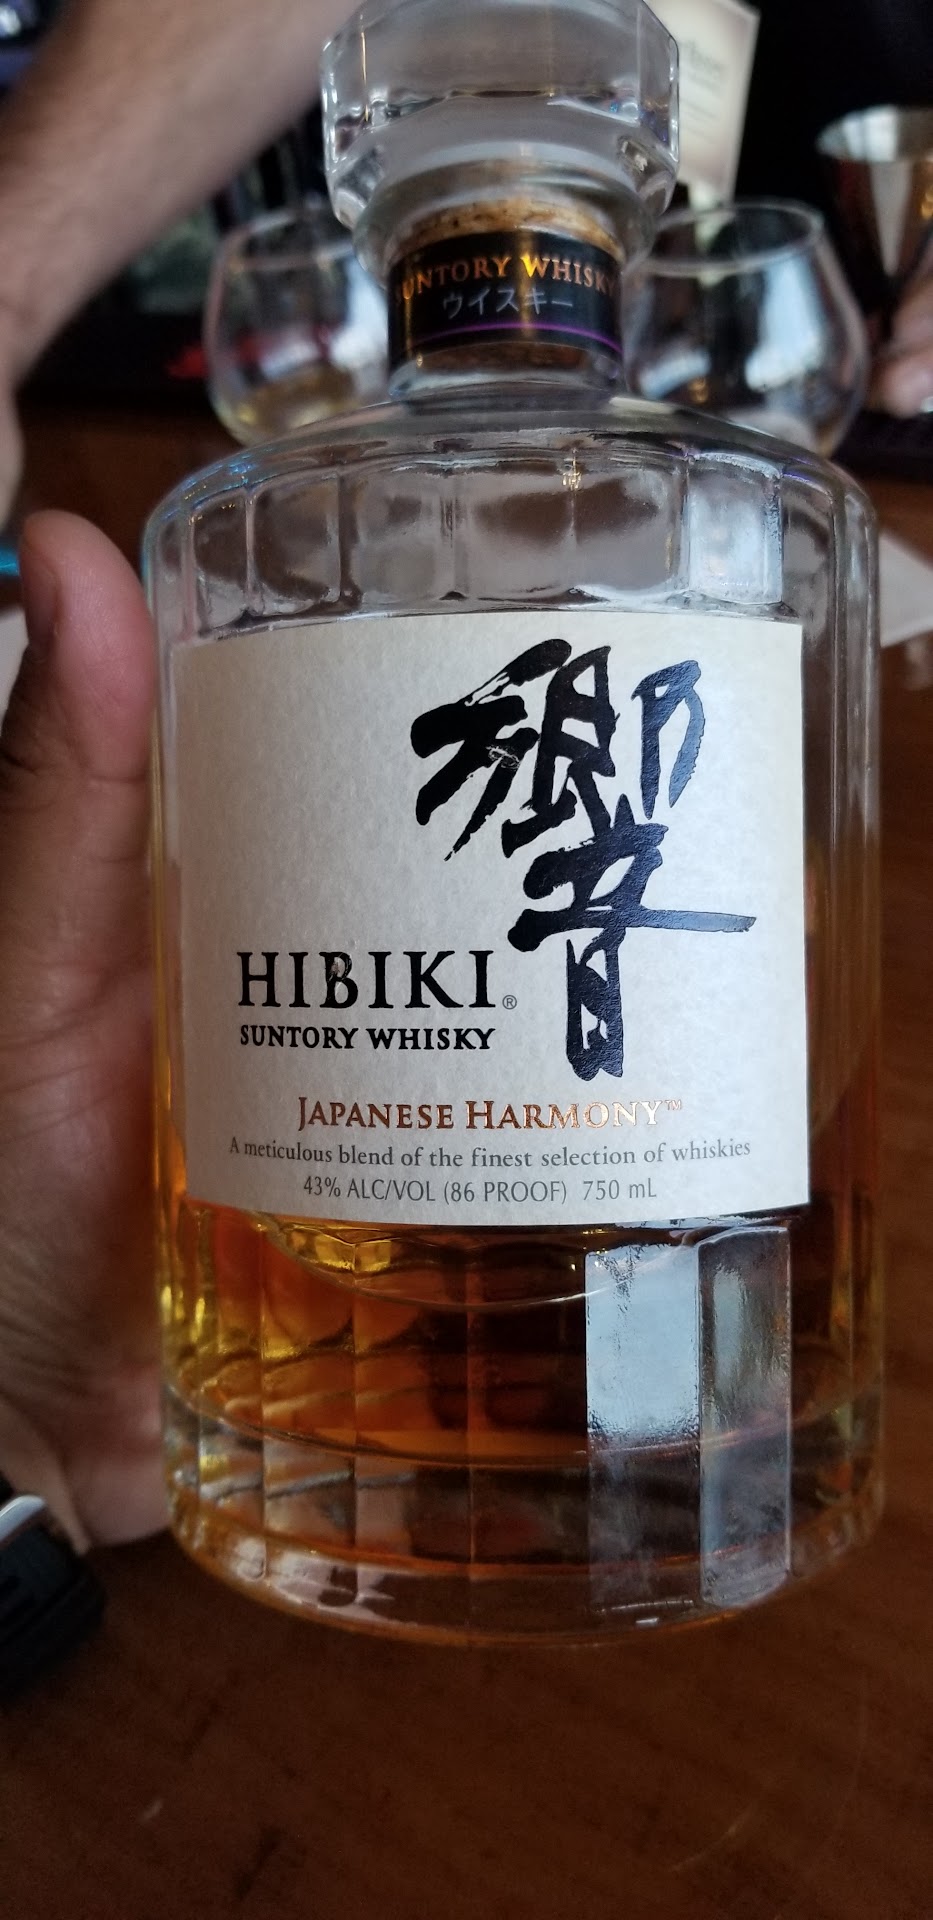 SUNTORY WHISKY
ウイスキー
響
HIBIKI®
SUNTORY WHISKY
JAPANESE HARMONY™
A meticulous blend of the finest selection of whiskies
43% ALC/VOL (86 PROOF) 750 mL